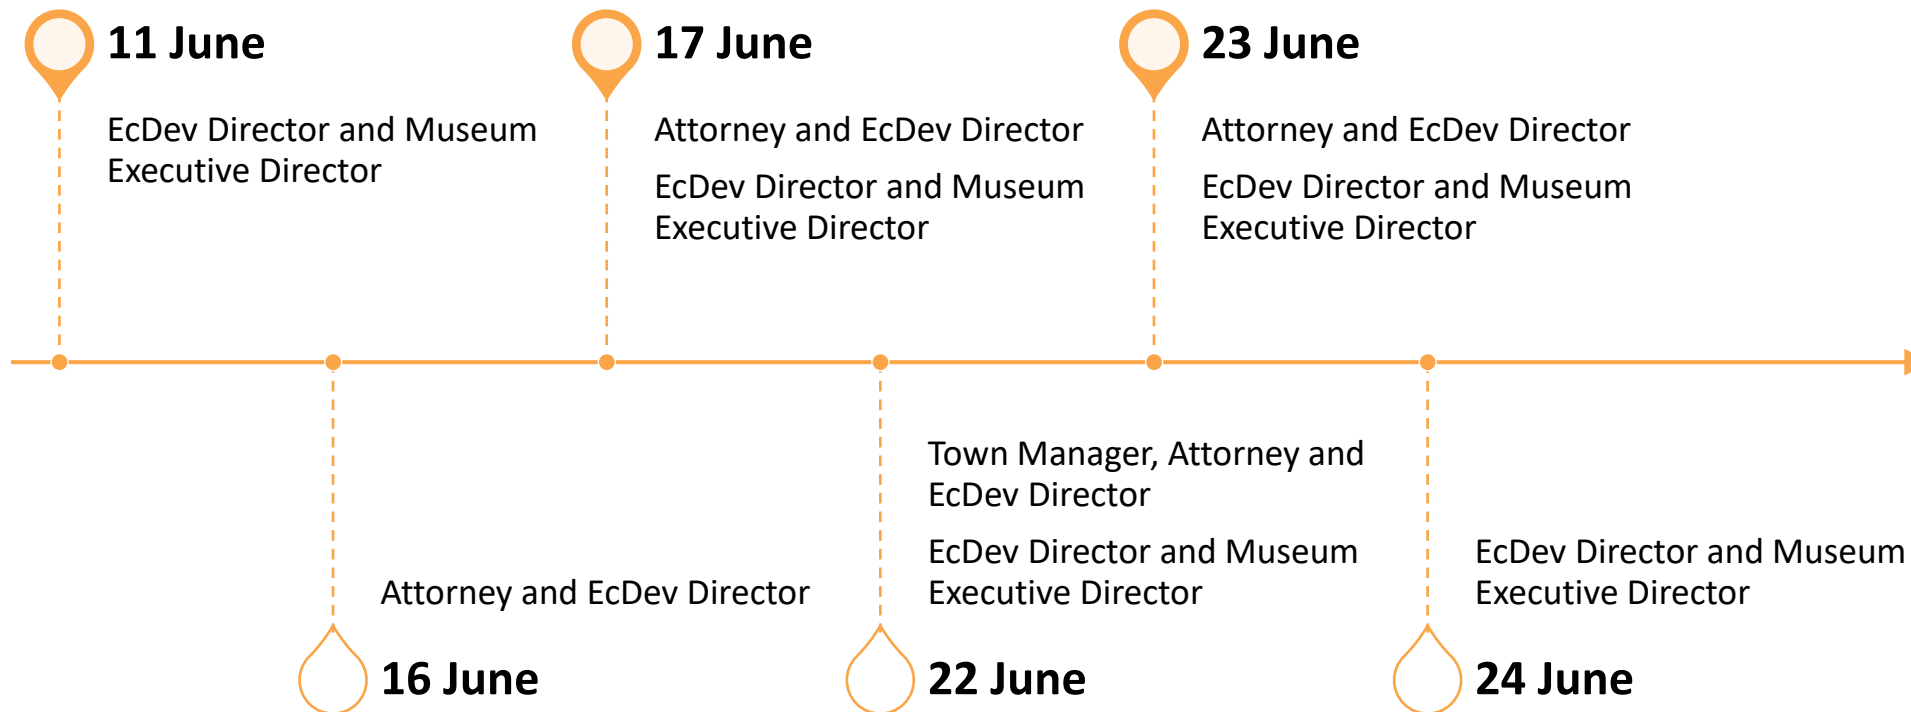 11 June
EcDev Director and Museum
Executive Director
17 June
Attorney and EcDev Director
EcDev Director and Museum
Executive Director
23 June
Attorney and EcDev Director
EcDev Director and Museum
Executive Director
Attorney and EcDev Director
16 June
Town Manager, Attorney and
EcDev Director
EcDev Director and Museum
Executive Director
22 June
EcDev Director and Museum
Executive Director
24 June